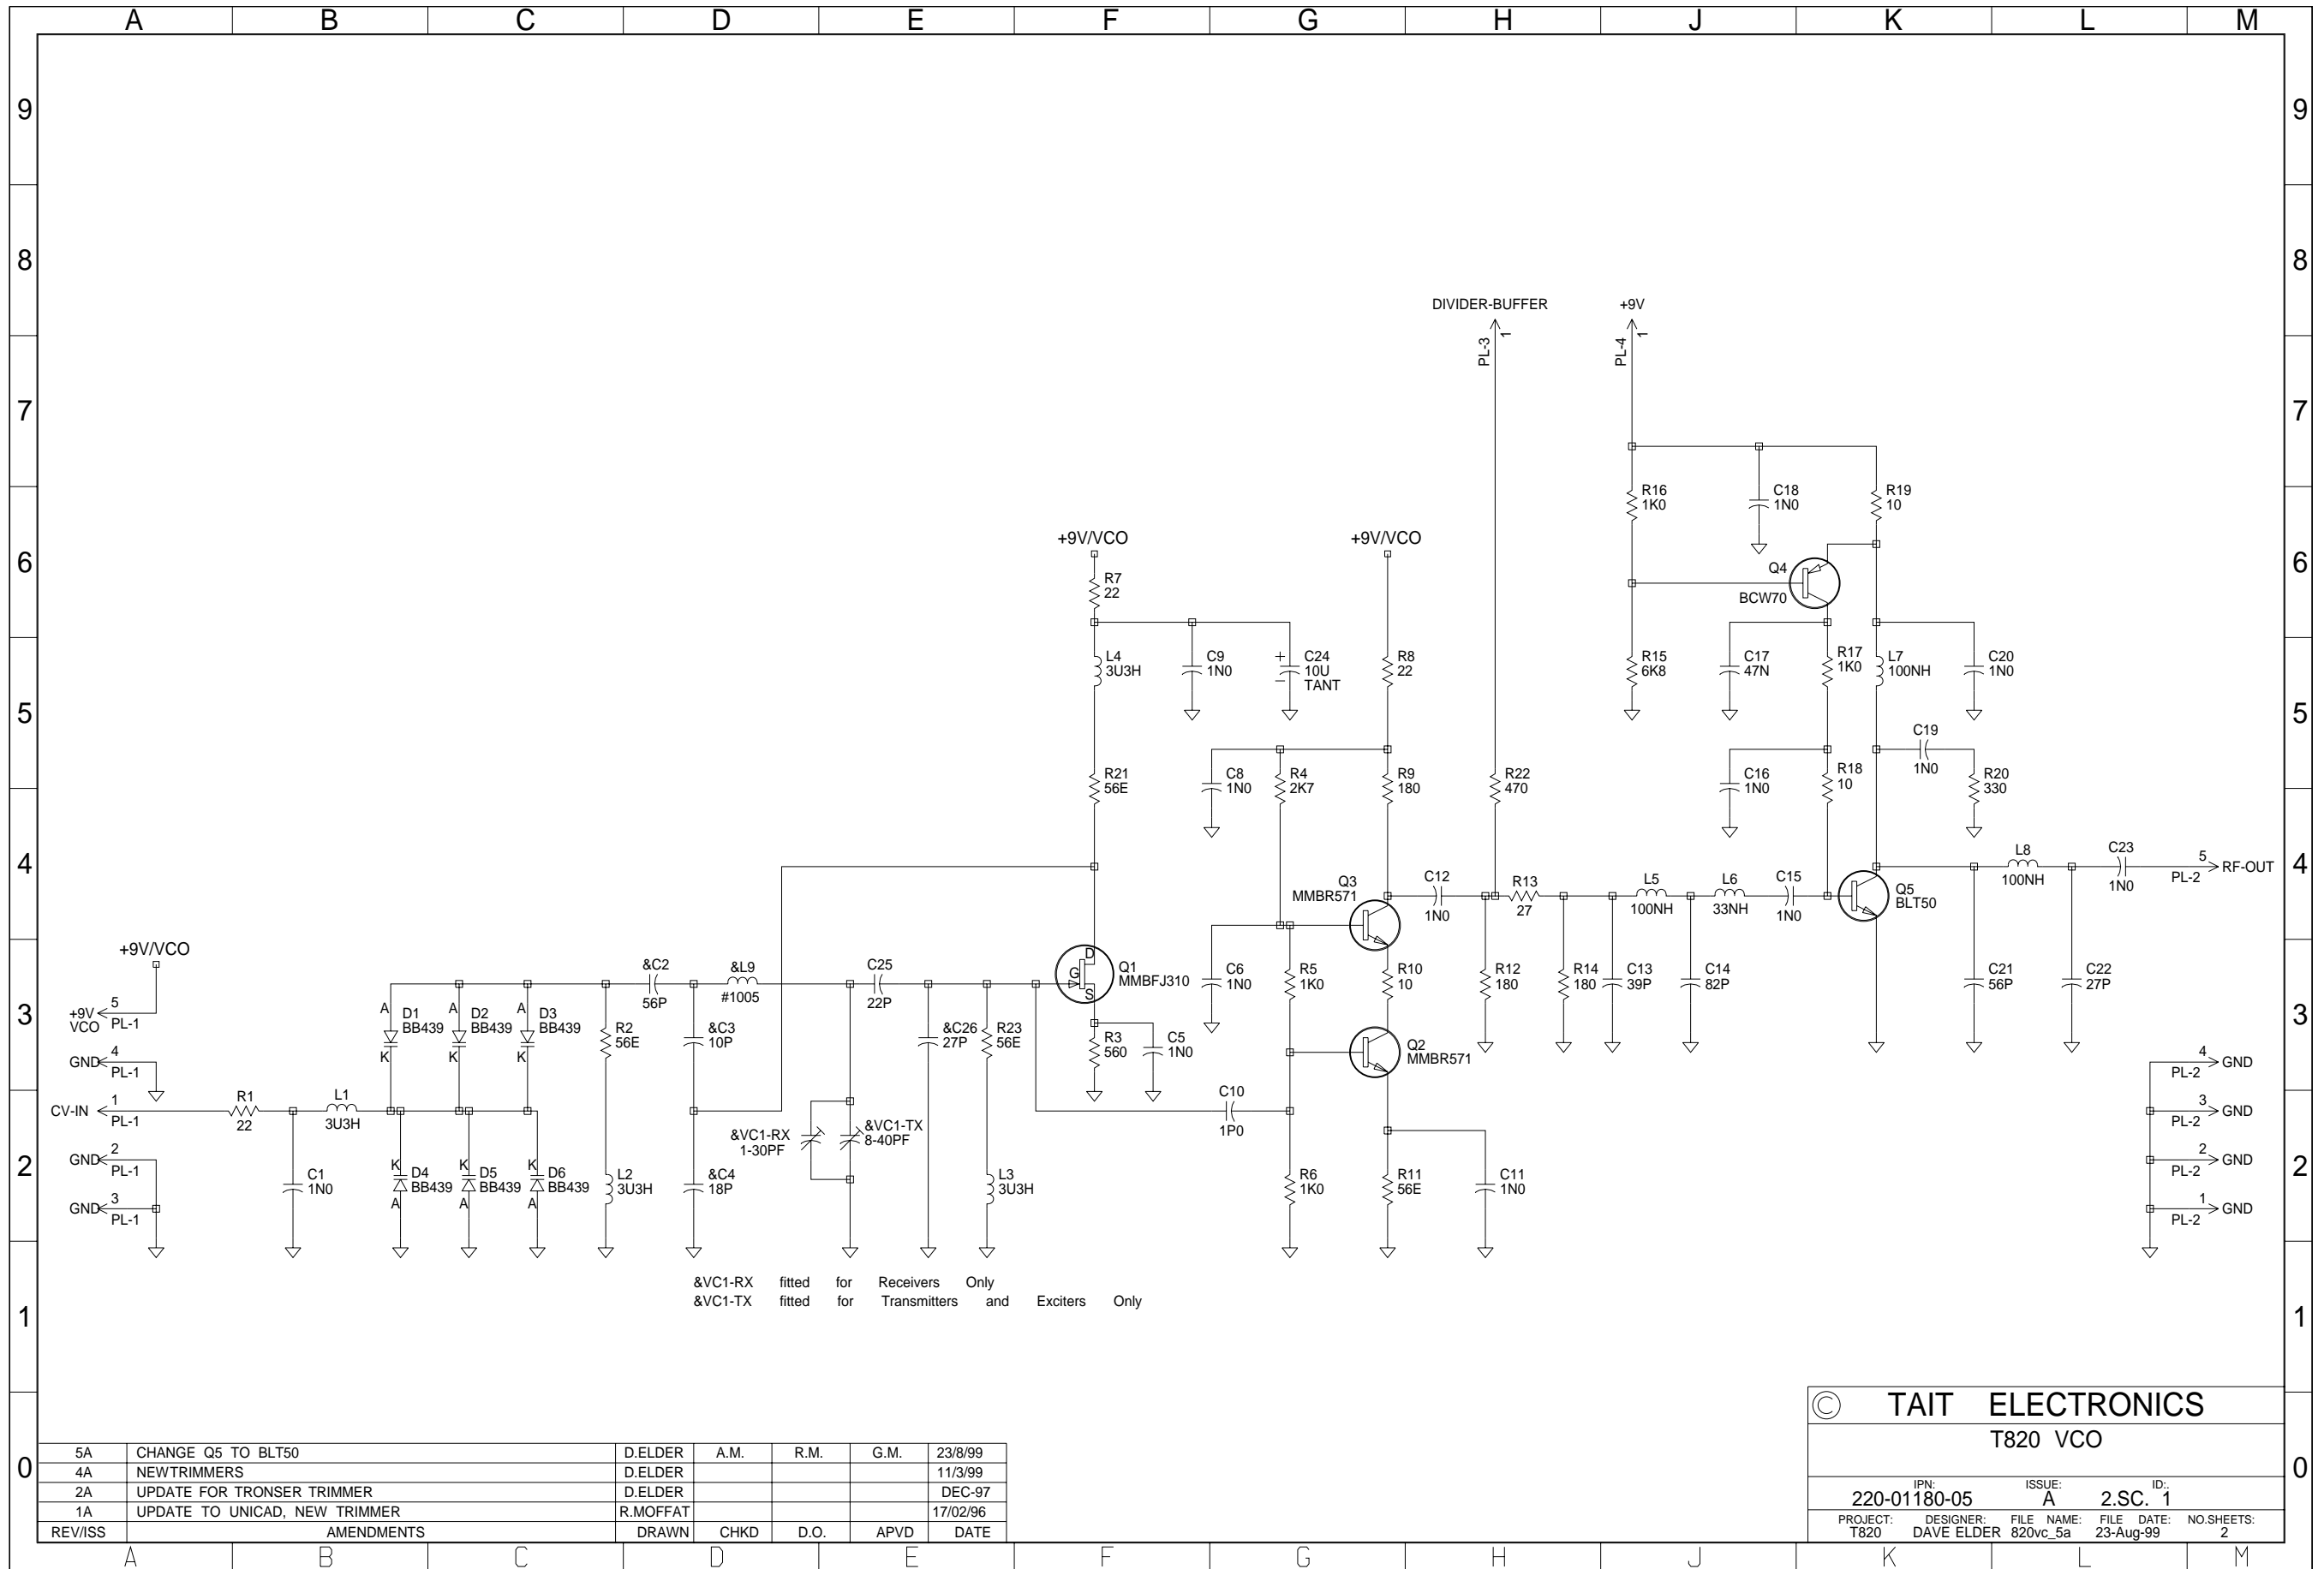 A B C D E F G H J K L M
9 9
8 8
7 7
6 6
5 5
4 4
3 3
2 2
1 1
0 0
DIVIDER-BUFFER
PL-3
1
+9V
PL-4
1
R16
1K0
C18
1N0
R19
10
+9V/VCO
R7
22
+9V/VCO
Q4
BCW70
L4
3U3H
C9
1N0
+
C24
10U
TANT
–
R8
22
R15
6K8
C17
47N
R17
1K0
L7
100NH
C20
1N0
C19
1N0
R21
56E
C8
1N0
R4
2K7
R9
180
R22
470
C16
1N0
R18
10
R20
330
Q3
MMBR571
C12
1N0
R13
27
L5
100NH
L6
33NH
C15
1N0
Q5
BLT50
L8
100NH
C23
1N0
5
PL-2
RF-OUT
+9V/VCO
5
+9V
VCO
PL-1
4
GND
PL-1
1
CV-IN
PL-1
2
GND
PL-1
3
GND
PL-1
R1
22
C1
1N0
L1
3U3H
A
D1
BB439
K
A
D2
BB439
K
A
D3
BB439
K
K
D4
BB439
A
K
D5
BB439
A
K
D6
BB439
A
R2
56E
L2
3U3H
&C2
56P
&L9
#1005
&C3
10P
&C4
18P
&VC1-RX
1-30PF
&VC1-TX
8-40PF
C25
22P
&C26
27P
R23
56E
L3
3U3H
D
G
S
Q1
MMBFJ310
R3
560
C5
1N0
C10
1P0
C6
1N0
R5
1K0
R10
10
Q2
MMBR571
R6
1K0
R11
56E
C11
1N0
R12
180
R14
180
C13
39P
C14
82P
C21
56P
C22
27P
4
PL-2
GND
3
PL-2
GND
2
PL-2
GND
1
PL-2
GND
&VC1-RX fitted for Receivers Only
&VC1-TX fitted for Transmitters and Exciters Only
5A CHANGE Q5 TO BLT50 D.ELDER A.M. R.M. G.M. 23/8/99
4A NEWTRIMMERS D.ELDER 11/3/99
2A UPDATE FOR TRONSER TRIMMER D.ELDER DEC-97
1A UPDATE TO UNICAD, NEW TRIMMER R.MOFFAT 17/02/96
REV/ISS AMENDMENTS DRAWN CHKD D.O. APVD DATE
© TAIT ELECTRONICS
T820 VCO
IPN: ISSUE: ID:.
220-01180-05 A 2.SC. 1
PROJECT: DESIGNER: FILE NAME: FILE DATE: NO.SHEETS:
T820 DAVE ELDER 820vc_5a 23-Aug-99 2
A B C D E F G H J K L M